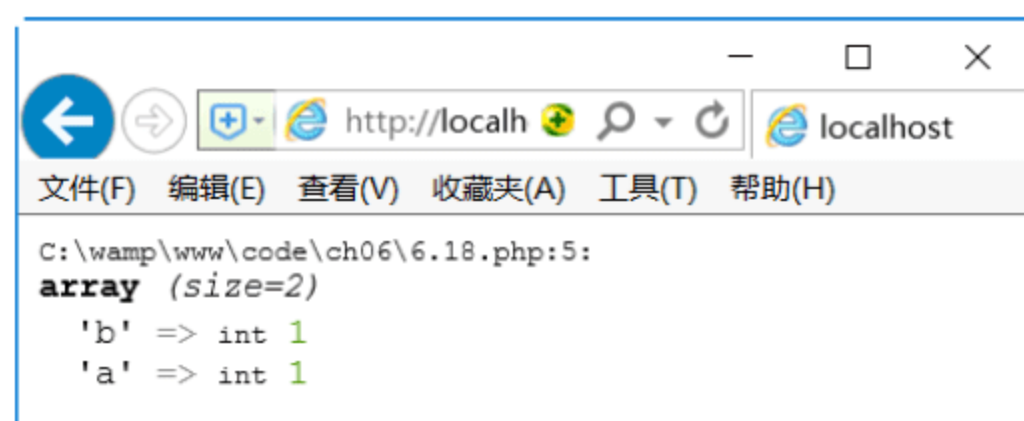 http://localh
localhost
文件(F) 编辑(E) 查看(V) 收藏夹(A) 工具(T) 帮助(H)
C:\wamp\www\code\ch06\6.18.php:5:
array (size=2)
'b' => int 1
'a' => int 1